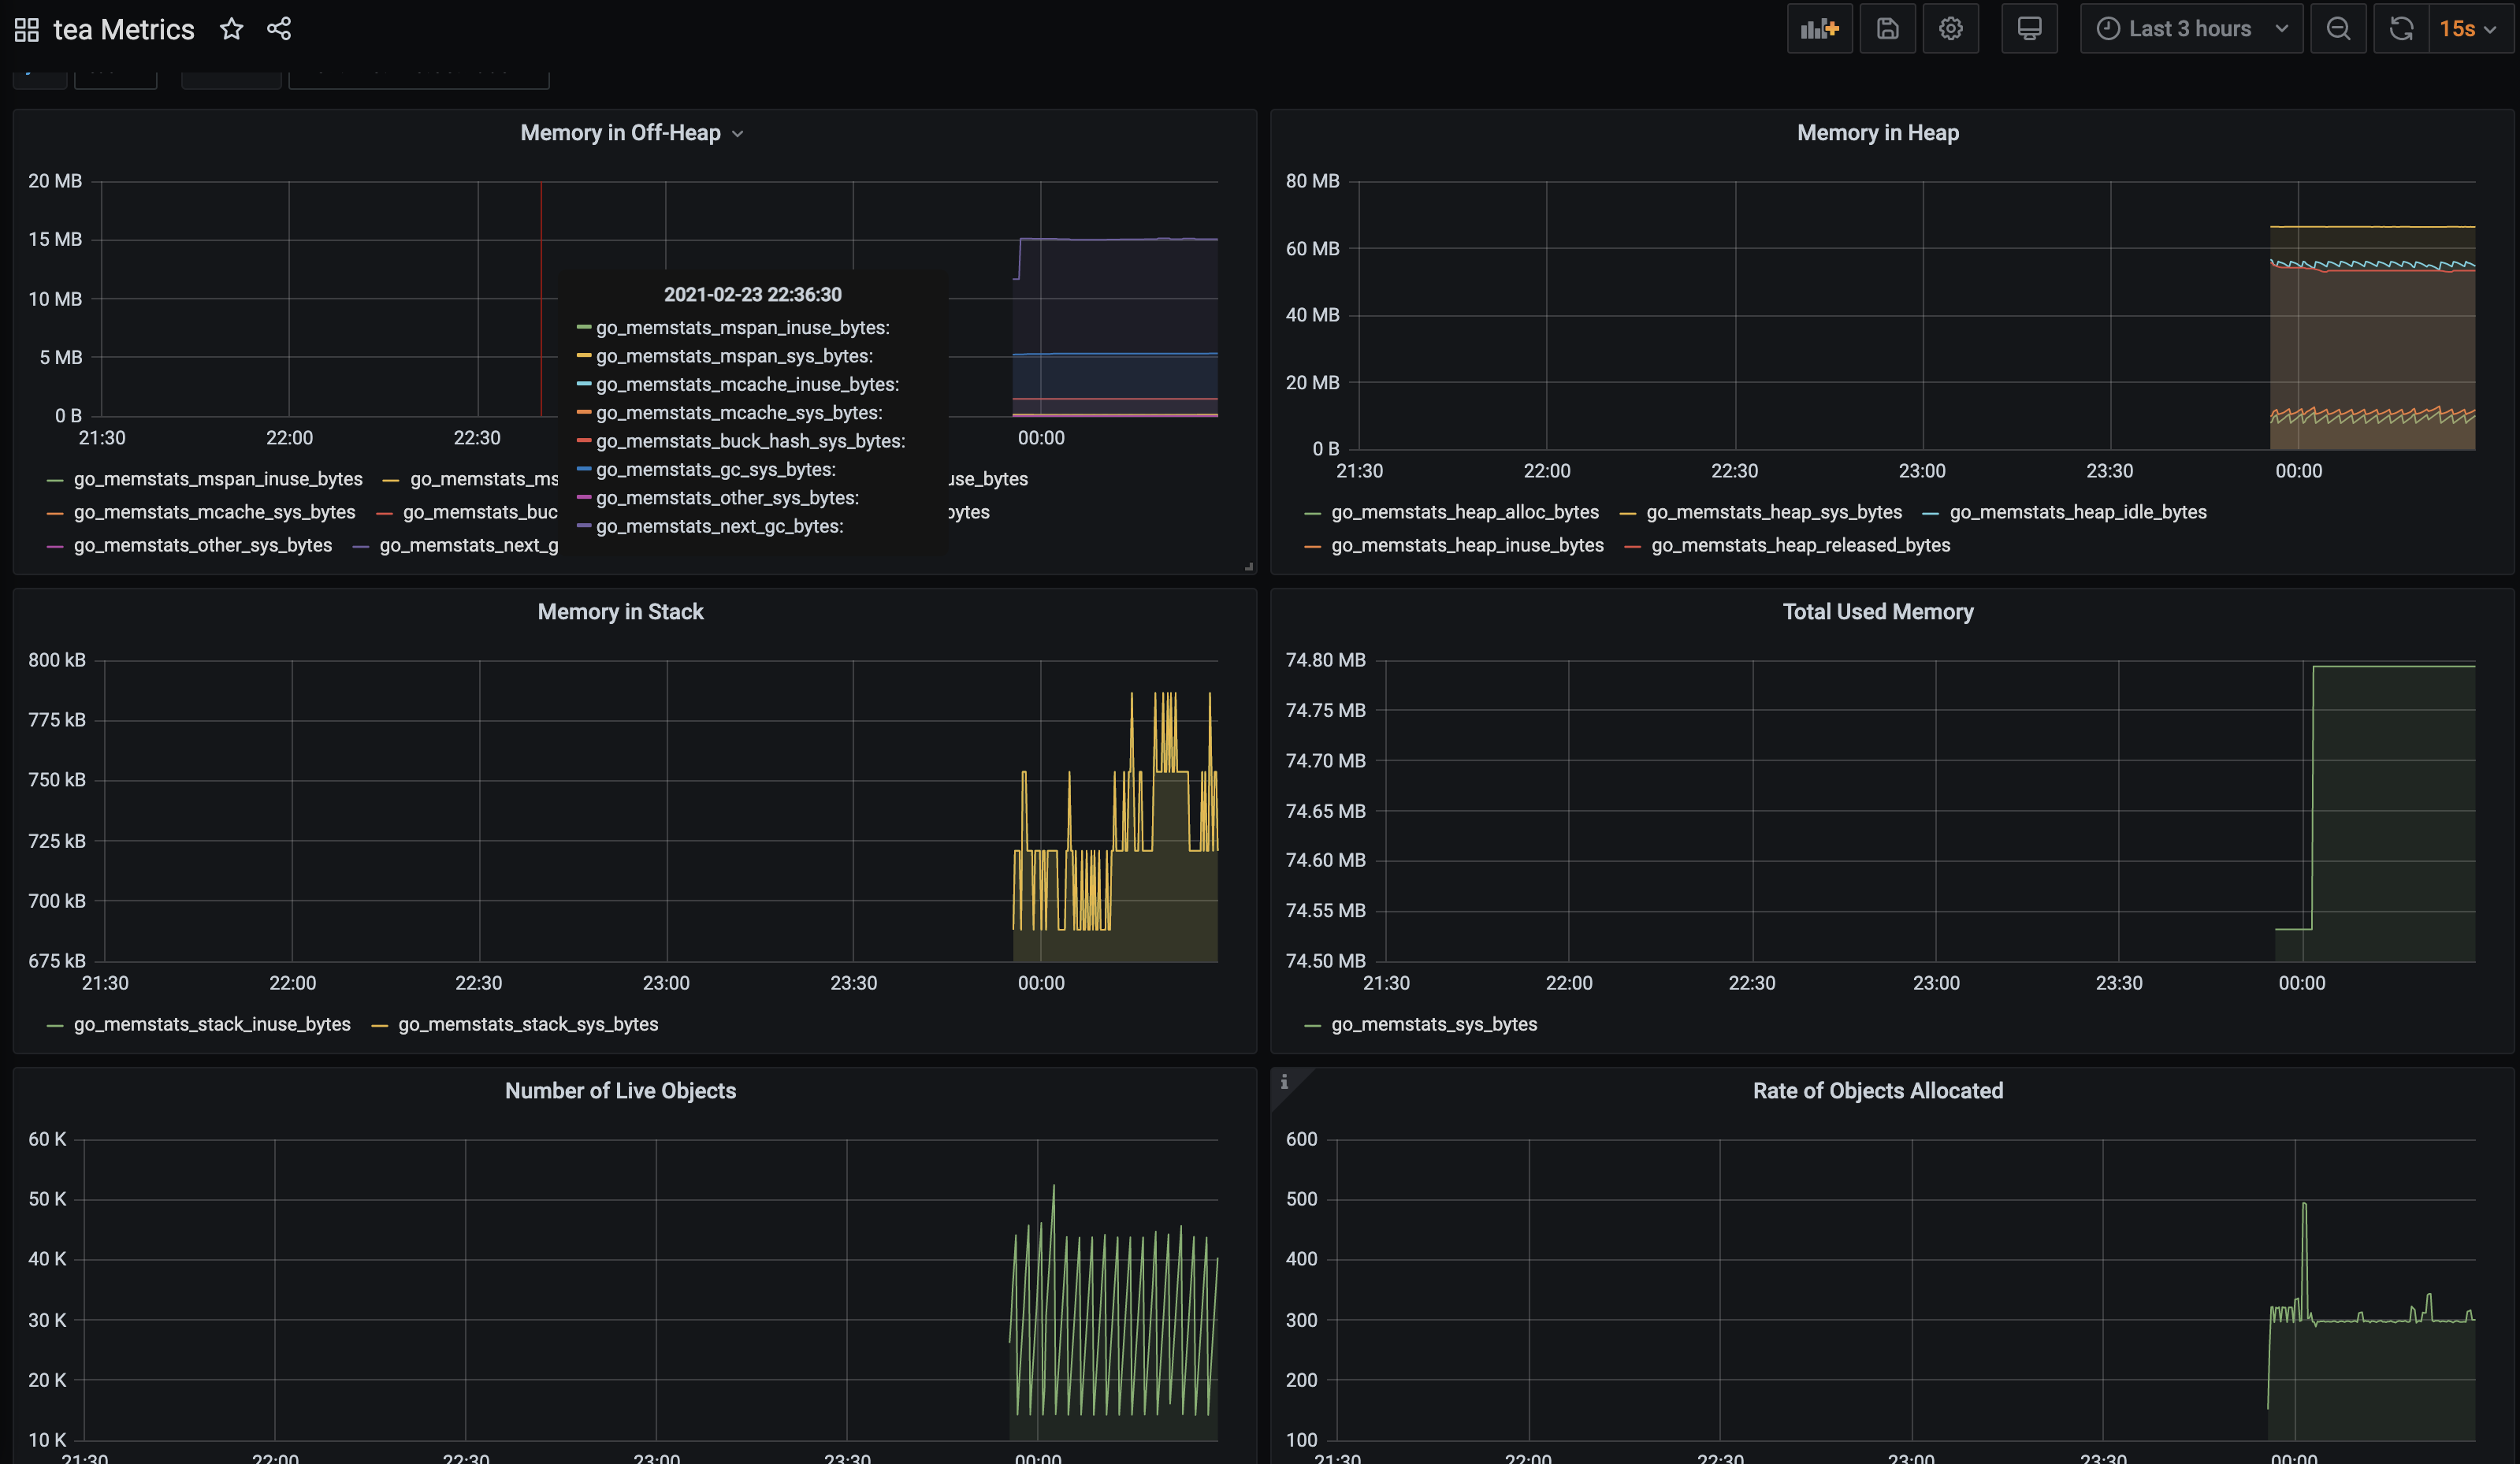 tea Metrics
Last 3 hours
15s
Memory in Off-Heap
20 MB
15 MB
10 MB
5 MB
0 B
21:30 22:00 22:30 00:00
2021-02-23 22:36:30
go_memstats_mspan_inuse_bytes:
go_memstats_mspan_sys_bytes:
go_memstats_mcache_inuse_bytes:
go_memstats_mcache_sys_bytes:
go_memstats_buck_hash_sys_bytes:
go_memstats_gc_sys_bytes:
go_memstats_other_sys_bytes:
go_memstats_next_gc_bytes:
go_memstats_mspan_inuse_bytes go_memstats_ms use_bytes
go_memstats_mcache_sys_bytes go_memstats_buc bytes
go_memstats_other_sys_bytes go_memstats_next_g
Memory in Heap
80 MB
60 MB
40 MB
20 MB
0 B
21:30 22:00 22:30 23:00 23:30 00:00
go_memstats_heap_alloc_bytes go_memstats_heap_sys_bytes go_memstats_heap_idle_bytes
go_memstats_heap_inuse_bytes go_memstats_heap_released_bytes
Memory in Stack
800 kB
775 kB
750 kB
725 kB
700 kB
675 kB
21:30 22:00 22:30 23:00 23:30 00:00
go_memstats_stack_inuse_bytes go_memstats_stack_sys_bytes
Total Used Memory
74.80 MB
74.75 MB
74.70 MB
74.65 MB
74.60 MB
74.55 MB
74.50 MB
21:30 22:00 22:30 23:00 23:30 00:00
go_memstats_sys_bytes
Number of Live Objects
60 K
50 K
40 K
30 K
20 K
10 K
21:30 22:00 22:30 23:00 23:30 00:00
i
Rate of Objects Allocated
600
500
400
300
200
100
21:30 22:00 22:30 23:00 23:30 00:00